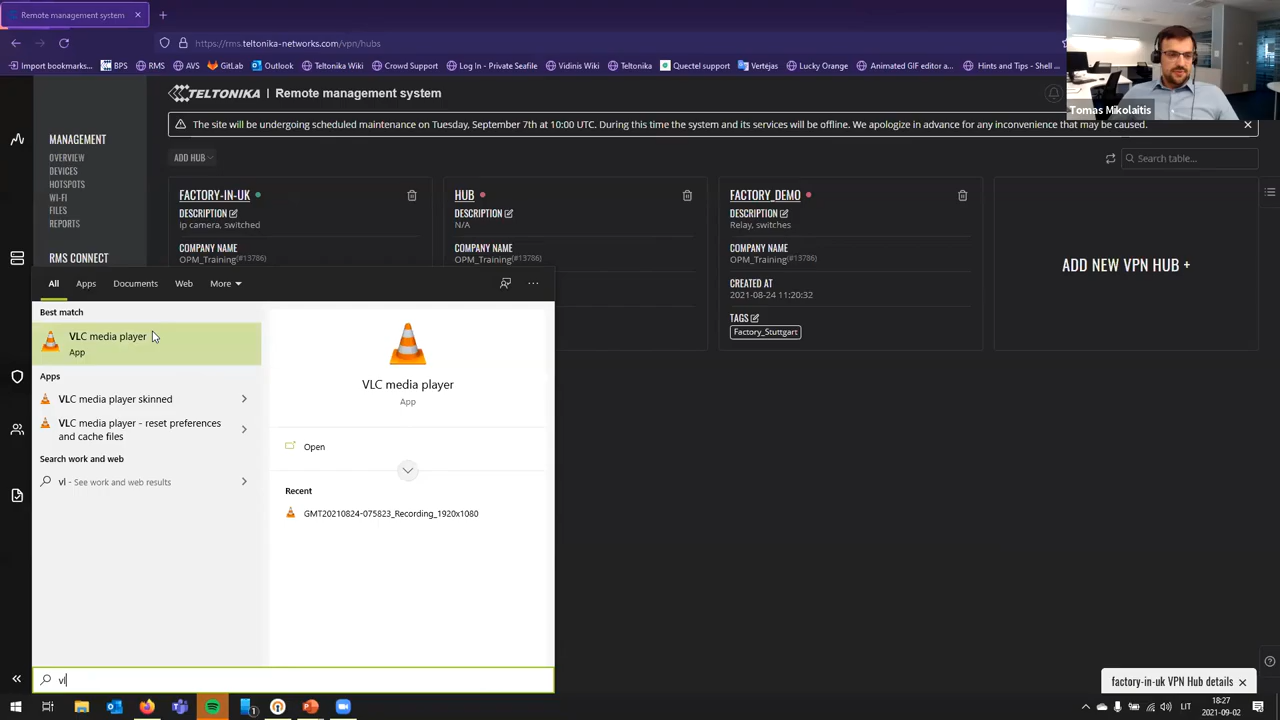 Remote management system
https://rms.teltonika-networks.com/vpn/hubs
Import bookmarks... BPS RMS AVS GitLab Outlook Teltonika Wiki Crowd Support Log In - Private Seafile Vidinis Wiki Teltonika Quectel support Vertėjas Lucky Orange Animated GIF editor a... Hints and Tips - Shell ...
Tomas Mikolaitis
TELTONIKA | Remote management system
The site will be undergoing scheduled maintenance on Tuesday, September 7th at 10:00 UTC. During this time the system and its services will be offline. We apologize in advance for any inconvenience that may be caused.
MANAGEMENT
OVERVIEW
DEVICES
HOTSPOTS
WI-FI
FILES
REPORTS
RMS CONNECT
ADD HUB
Search table...
FACTORY-IN-UK
DESCRIPTION
ip camera, switched
COMPANY NAME
OPM_Training(#13786)
HUB
DESCRIPTION
N/A
COMPANY NAME
OPM_Training(#13786)
FACTORY_DEMO
DESCRIPTION
Relay, switches
COMPANY NAME
OPM_Training(#13786)
CREATED AT
2021-08-24 11:20:32
TAGS
Factory_Stuttgart
ADD NEW VPN HUB +
All Apps Documents Web More
Best match
VLC media player
App
Apps
VLC media player skinned
VLC media player - reset preferences
and cache files
Search work and web
vl - See work and web results
VLC media player
App
Open
Recent
GMT20210824-075823_Recording_1920x1080
vl
factory-in-uk VPN Hub details
LIT
18:27
2021-09-02